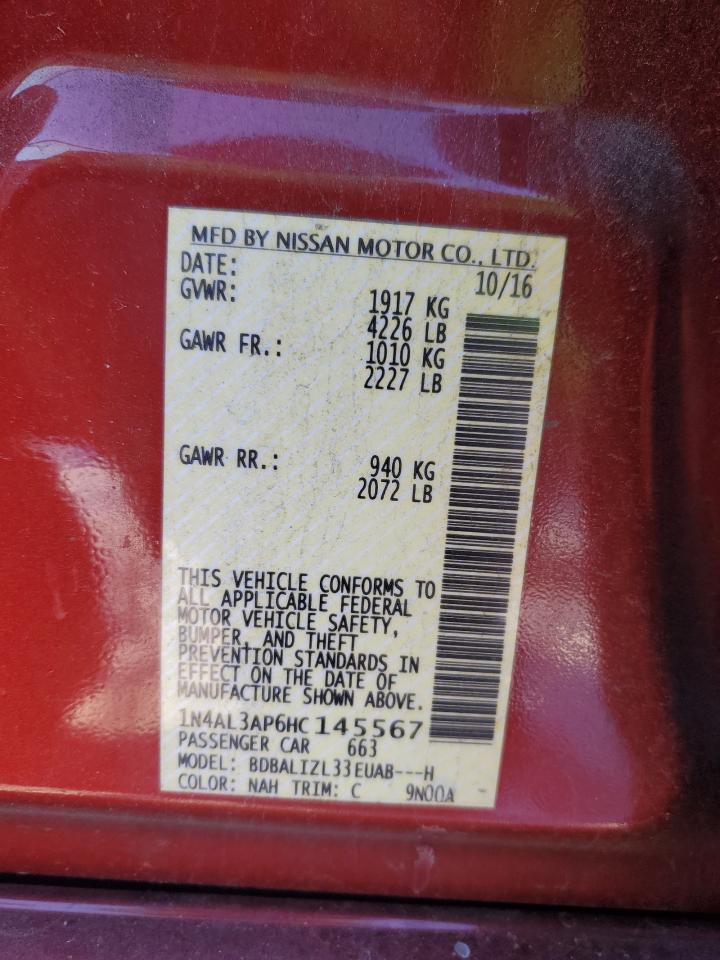 MFD BY NISSAN MOTOR CO., LTD.
DATE: 10/16
GVWR: 1917 KG
4226 LB
GAWR FR.: 1010 KG
2227 LB
GAWR RR.: 940 KG
2072 LB
THIS VEHICLE CONFORMS TO
ALL APPLICABLE FEDERAL
MOTOR VEHICLE SAFETY,
BUMPER, AND THEFT
PREVENTION STANDARDS IN
EFFECT ON THE DATE OF
MANUFACTURE SHOWN ABOVE.
1N4AL3AP6HC145567
PASSENGER CAR 663
MODEL: BDBALIZL33EUAB---H
COLOR: NAH TRIM: C 9NOOA